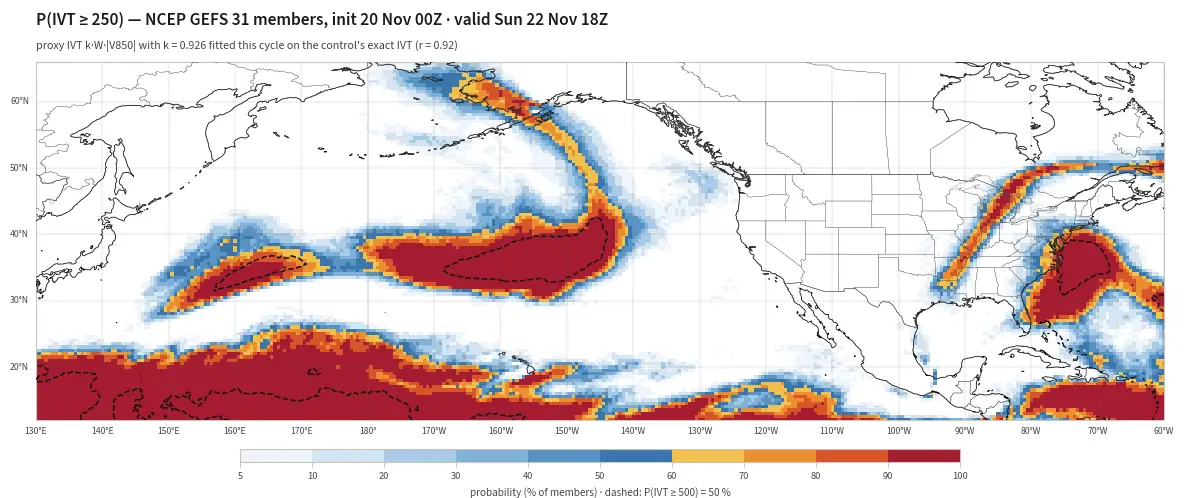 P(IVT ≥ 250) — NCEP GEFS 31 members, init 20 Nov 00Z · valid Sun 22 Nov 18Z
proxy IVT k·W·|V850| with k = 0.926 fitted this cycle on the control's exact IVT (r = 0.92)
60°N
50°N
40°N
30°N
20°N
130°E 140°E 150°E 160°E 170°E 180° 170°W 160°W 150°W 140°W 130°W 120°W 110°W 100°W 90°W 80°W 70°W 60°W
5 10 20 30 40 50 60 70 80 90 100
probability (% of members) · dashed: P(IVT ≥ 500) = 50 %